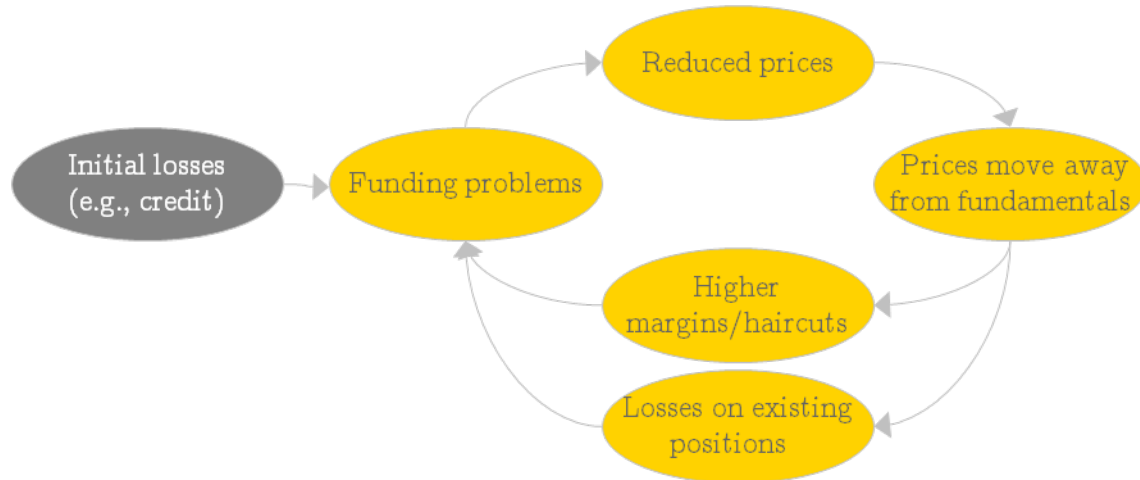 Reduced prices
Initial losses
(e.g., credit)
Funding problems
Prices move away
from fundamentals
Higher
margins/haircuts
Losses on existing
positions